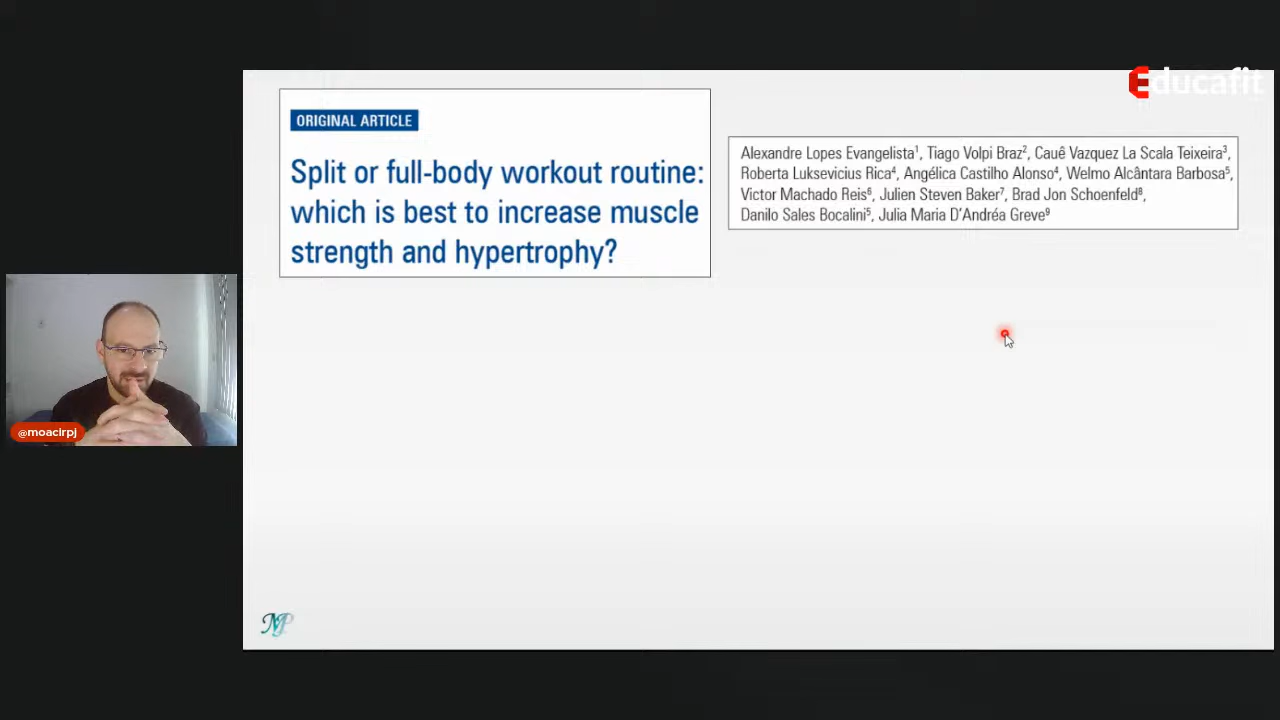 Educafit
ORIGINAL ARTICLE
Split or full-body workout routine:
which is best to increase muscle
strength and hypertrophy?
Alexandre Lopes Evangelista¹, Tiago Volpi Braz², Cauê Vazquez La Scala Teixeira³,
Roberta Luksevicius Rica⁴, Angélica Castilho Alonso⁴, Welmo Alcântara Barbosa⁵,
Victor Machado Reis⁶, Julien Steven Baker⁷, Brad Jon Schoenfeld⁸,
Danilo Sales Bocalini⁵, Julia Maria D'Andréa Greve⁹
@moacirpj
MP